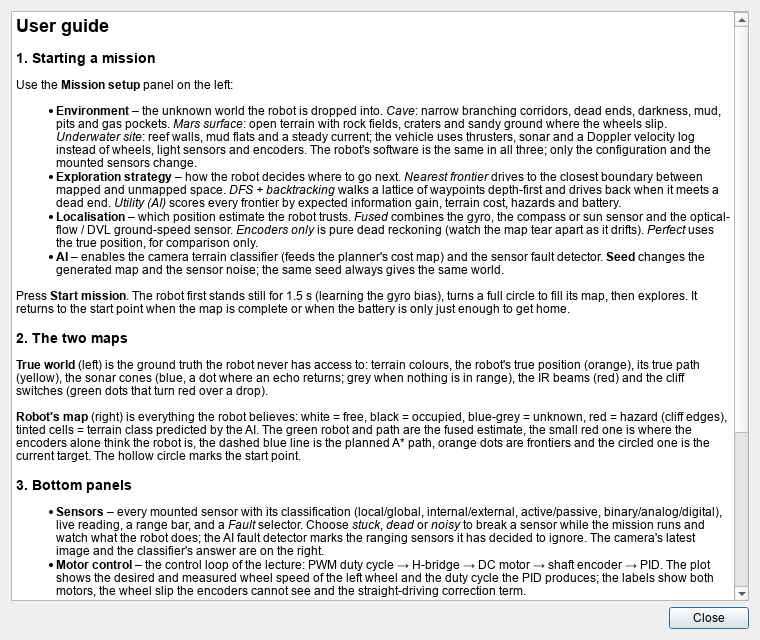 User guide
1. Starting a mission
Use the Mission setup panel on the left:
• Environment – the unknown world the robot is dropped into. Cave: narrow branching corridors, dead ends, darkness, mud,
pits and gas pockets. Mars surface: open terrain with rock fields, craters and sandy ground where the wheels slip.
Underwater site: reef walls, mud flats and a steady current; the vehicle uses thrusters, sonar and a Doppler velocity log
instead of wheels, light sensors and encoders. The robot's software is the same in all three; only the configuration and the
mounted sensors change.
• Exploration strategy – how the robot decides where to go next. Nearest frontier drives to the closest boundary between
mapped and unmapped space. DFS + backtracking walks a lattice of waypoints depth-first and drives back when it meets a
dead end. Utility (AI) scores every frontier by expected information gain, terrain cost, hazards and battery.
• Localisation – which position estimate the robot trusts. Fused combines the gyro, the compass or sun sensor and the optical-
flow / DVL ground-speed sensor. Encoders only is pure dead reckoning (watch the map tear apart as it drifts). Perfect uses
the true position, for comparison only.
• AI – enables the camera terrain classifier (feeds the planner's cost map) and the sensor fault detector. Seed changes the
generated map and the sensor noise; the same seed always gives the same world.
Press Start mission. The robot first stands still for 1.5 s (learning the gyro bias), turns a full circle to fill its map, then explores. It
returns to the start point when the map is complete or when the battery is only just enough to get home.
2. The two maps
True world (left) is the ground truth the robot never has access to: terrain colours, the robot's true position (orange), its true path
(yellow), the sonar cones (blue, a dot where an echo returns; grey when nothing is in range), the IR beams (red) and the cliff
switches (green dots that turn red over a drop).
Robot's map (right) is everything the robot believes: white = free, black = occupied, blue-grey = unknown, red = hazard (cliff edges),
tinted cells = terrain class predicted by the AI. The green robot and path are the fused estimate, the small red one is where the
encoders alone think the robot is, the dashed blue line is the planned A* path, orange dots are frontiers and the circled one is the
current target. The hollow circle marks the start point.
3. Bottom panels
• Sensors – every mounted sensor with its classification (local/global, internal/external, active/passive, binary/analog/digital),
live reading, a range bar, and a Fault selector. Choose stuck, dead or noisy to break a sensor while the mission runs and
watch what the robot does; the AI fault detector marks the ranging sensors it has decided to ignore. The camera's latest
image and the classifier's answer are on the right.
• Motor control – the control loop of the lecture: PWM duty cycle → H-bridge → DC motor → shaft encoder → PID. The plot
shows the desired and measured wheel speed of the left wheel and the duty cycle the PID produces; the labels show both
motors, the wheel slip the encoders cannot see and the straight-driving correction term.
Close